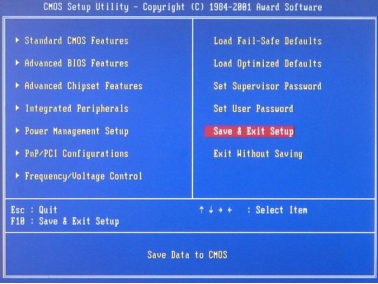 CMOS Setup Utility - Copyright (C) 1984-2001 Award Software
▸ Standard CMOS Features
▸ Advanced BIOS Features
▸ Advanced Chipset Features
▸ Integrated Peripherals
▸ Power Management Setup
▸ PnP/PCI Configurations
▸ Frequency/Voltage Control
Load Fail-Safe Defaults
Load Optimized Defaults
Set Supervisor Password
Set User Password
Save & Exit Setup
Exit Without Saving
Esc : Quit
F10 : Save & Exit Setup
↑ ↓ → ← : Select Item
Save Data to CMOS